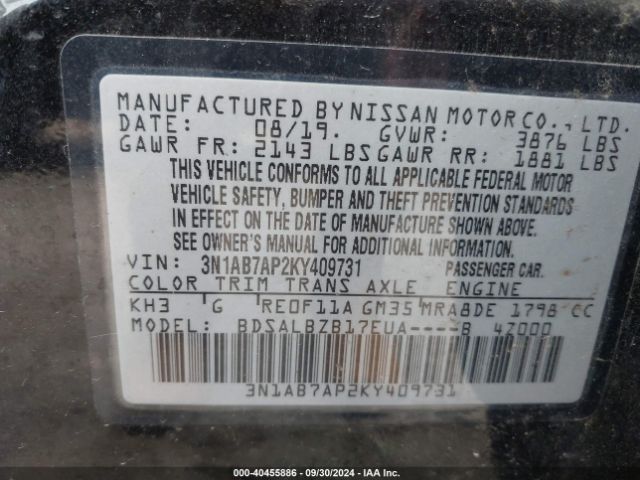 MANUFACTURED BY NISSAN MOTOR CO., LTD.
DATE: 08/19. GVWR: 3876 LBS
GAWR FR: 2143 LBS GAWR RR: 1881 LBS
THIS VEHICLE CONFORMS TO ALL APPLICABLE FEDERAL MOTOR
VEHICLE SAFETY, BUMPER AND THEFT PREVENTION STANDARDS
IN EFFECT ON THE DATE OF MANUFACTURE SHOWN ABOVE.
SEE OWNER'S MANUAL FOR ADDITIONAL INFORMATION.
VIN: 3N1AB7AP2KY409731 PASSENGER CAR.
COLOR TRIM TRANS AXLE ENGINE
KH3 G RE0F11A GM35 MRA8DE 1798 CC
MODEL: BDSALBZB17EUA----B 4Z000
3N1AB7AP2KY409731
000-40455886 - 09/30/2024 - IAA Inc.